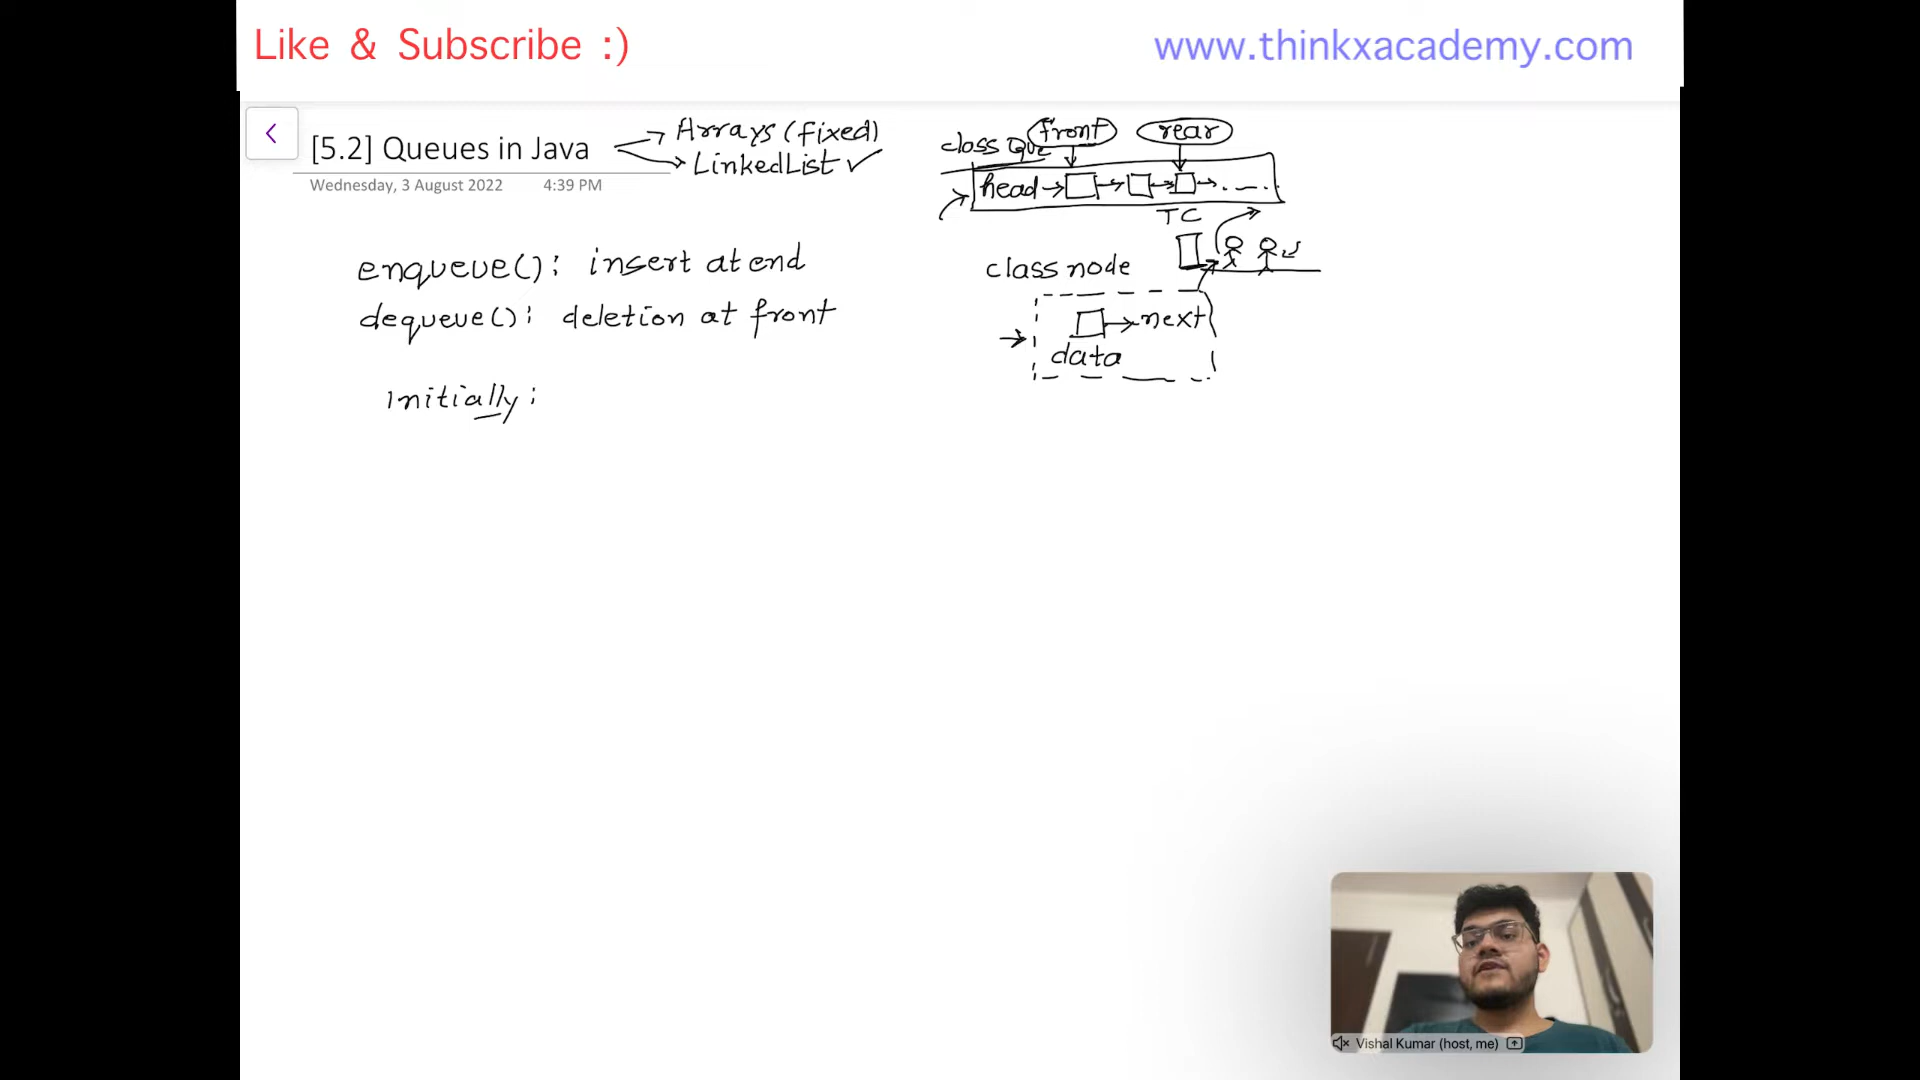 Like & Subscribe :)
www.thinkxacademy.com
[5.2] Queues in Java
Arrays (fixed)
LinkedList ✓
Wednesday, 3 August 2022 4:39 PM
class Que
front
rear
head
TC
enqueue(): insert at end
dequeue(): deletion at front
class node
next
data
initially:
Vishal Kumar (host, me)